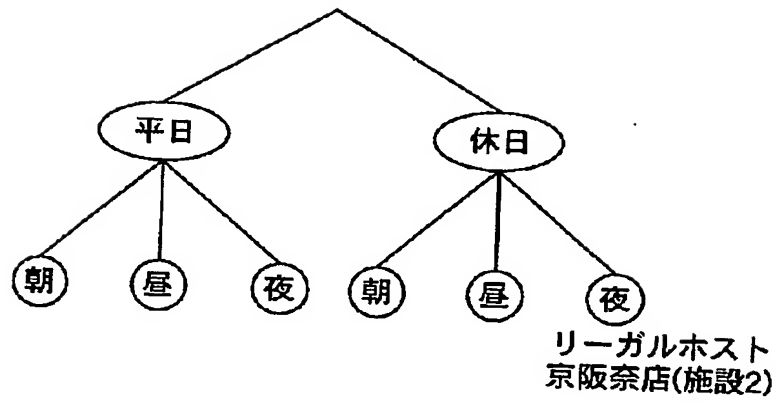 平日 休日
朝 昼 夜 朝 昼 夜
リーガルホスト
京阪奈店(施設2)